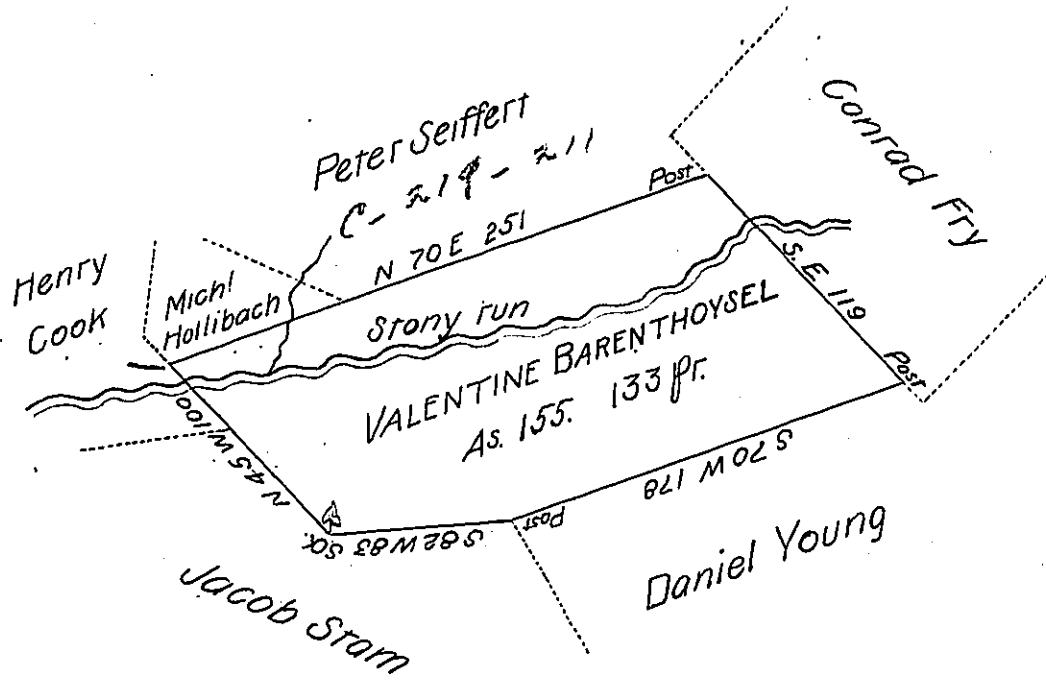 Peter Seiffert
Conrad Fry
Post
N 70 E 251
Henry
Cook
Michl
Hollibach
Stony run
S. E 119
VALENTINE BARENTHOYSEL
As. 155. 133 pr.
Post
N 45 W 100
S 70 W 178
Post
S 82 W 83
SQ.
Jacob Stam
Daniel Young